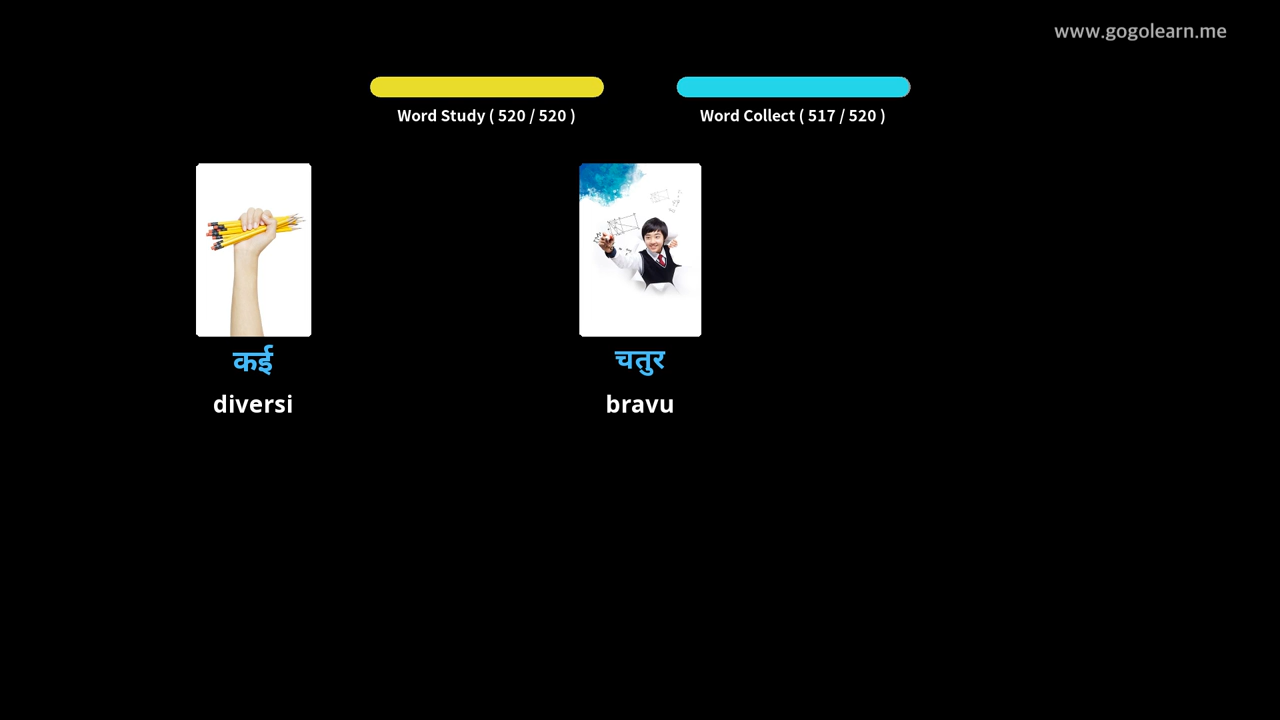 www.gogolearn.me
Word Study ( 520 / 520 )
Word Collect ( 517 / 520 )
कई
चतुर
diversi
bravu